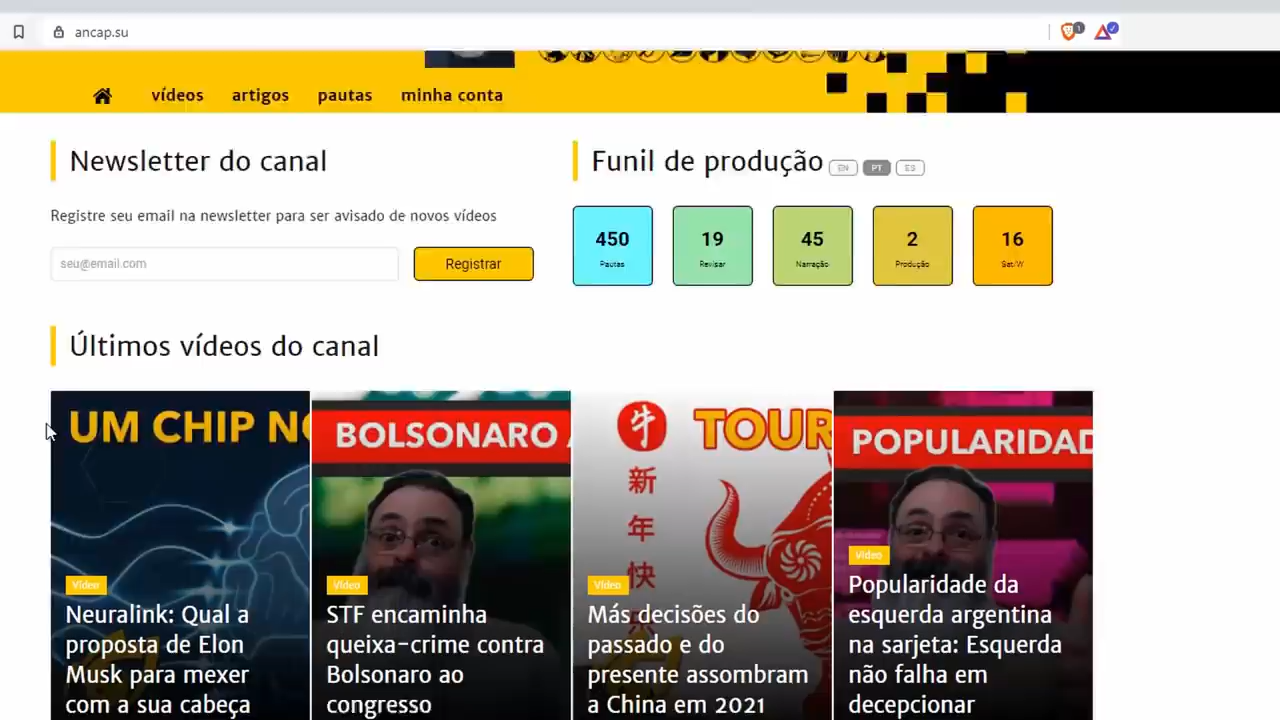 ancap.su
vídeos artigos pautas minha conta
Newsletter do canal
Registre seu email na newsletter para ser avisado de novos vídeos
seu@email.com Registrar
Funil de produção EN PT ES
450 19 45 2 16
Pautas Revisar Narração Produção Sat/W
Últimos vídeos do canal
UM CHIP NO
Vídeo
Neuralink: Qual a
proposta de Elon
Musk para mexer
com a sua cabeça
BOLSONARO
Vídeo
STF encaminha
queixa-crime contra
Bolsonaro ao
congresso
牛
TOUR
新
年
快
Vídeo
Más decisões do
passado e do
presente assombram
a China em 2021
POPULARIDAD
Vídeo
Popularidade da
esquerda argentina
na sarjeta: Esquerda
não falha em
decepcionar